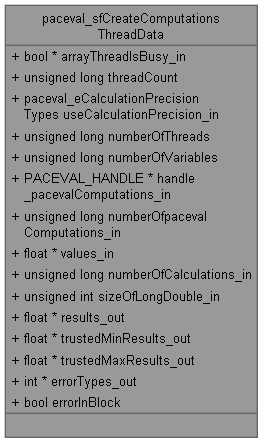 paceval_sfCreateComputations
ThreadData
+ bool * arrayThreadIsBusy_in
+ unsigned long threadCount
+ paceval_eCalculationPrecision
Types useCalculationPrecision_in
+ unsigned long numberOfThreads
+ unsigned long numberOfVariables
+ PACEVAL_HANDLE * handle
_pacevalComputations_in
+ unsigned long numberOfpaceval
Computations_in
+ float * values_in
+ unsigned long numberOfCalculations_in
+ unsigned int sizeOfLongDouble_in
+ float * results_out
+ float * trustedMinResults_out
+ float * trustedMaxResults_out
+ int * errorTypes_out
+ bool errorInBlock